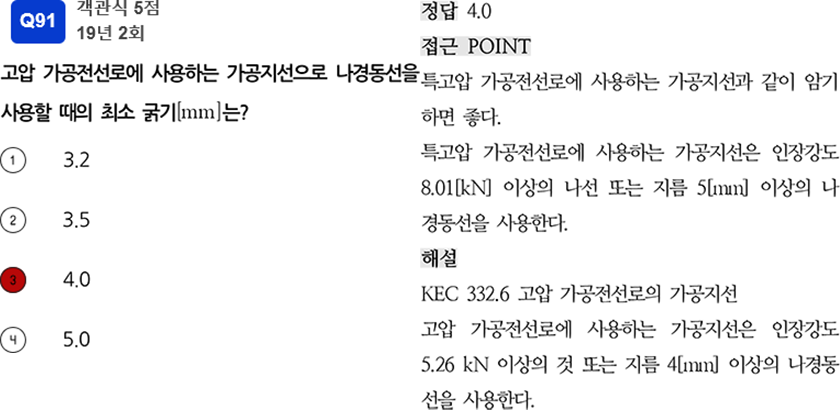 Q91
객관식 5점
19년 2회
고압 가공전선로에 사용하는 가공지선으로 나경동선을
사용할 때의 최소 굵기[mm]는?
1 3.2
2 3.5
3 4.0
4 5.0
정답 4.0
접근 POINT
특고압 가공전선로에 사용하는 가공지선과 같이 암기
하면 좋다.
특고압 가공전선로에 사용하는 가공지선은 인장강도
8.01[kN] 이상의 나선 또는 지름 5[mm] 이상의 나
경동선을 사용한다.
해설
KEC 332.6 고압 가공전선로의 가공지선
고압 가공전선로에 사용하는 가공지선은 인장강도
5.26 kN 이상의 것 또는 지름 4[mm] 이상의 나경동
선을 사용한다.